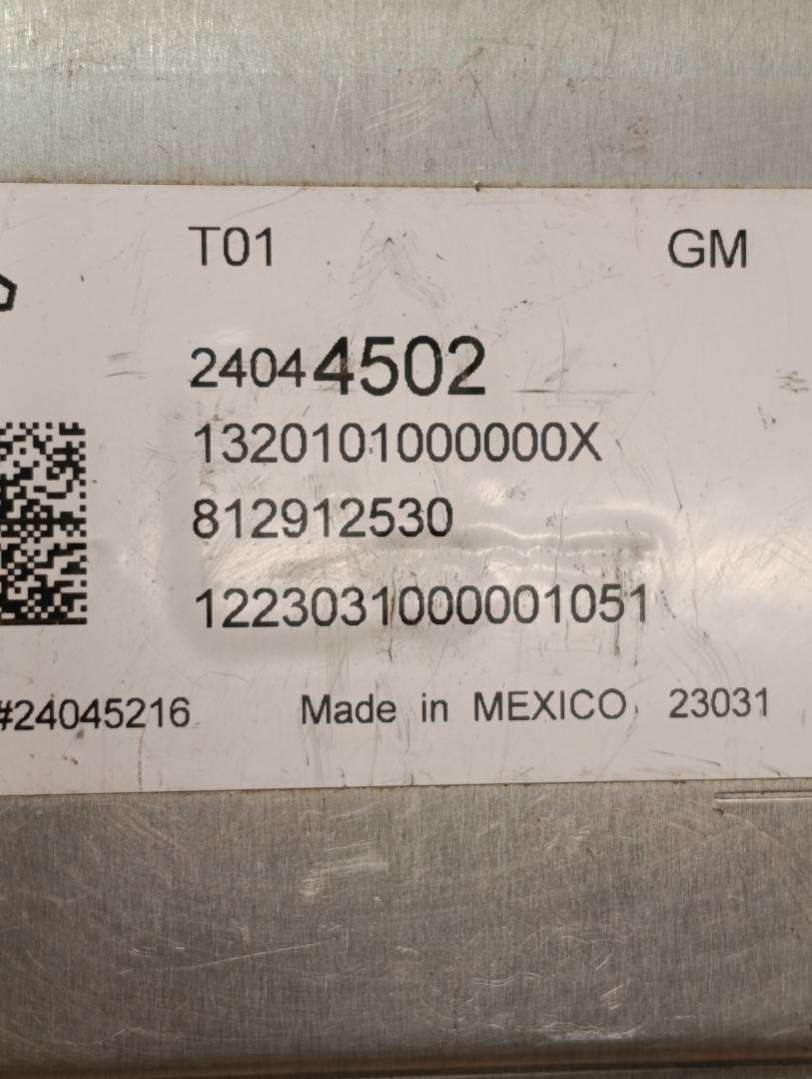 T01 GM
24044502
1320101000000X
812912530
1223031000001051
#24045216 Made in MEXICO, 23031